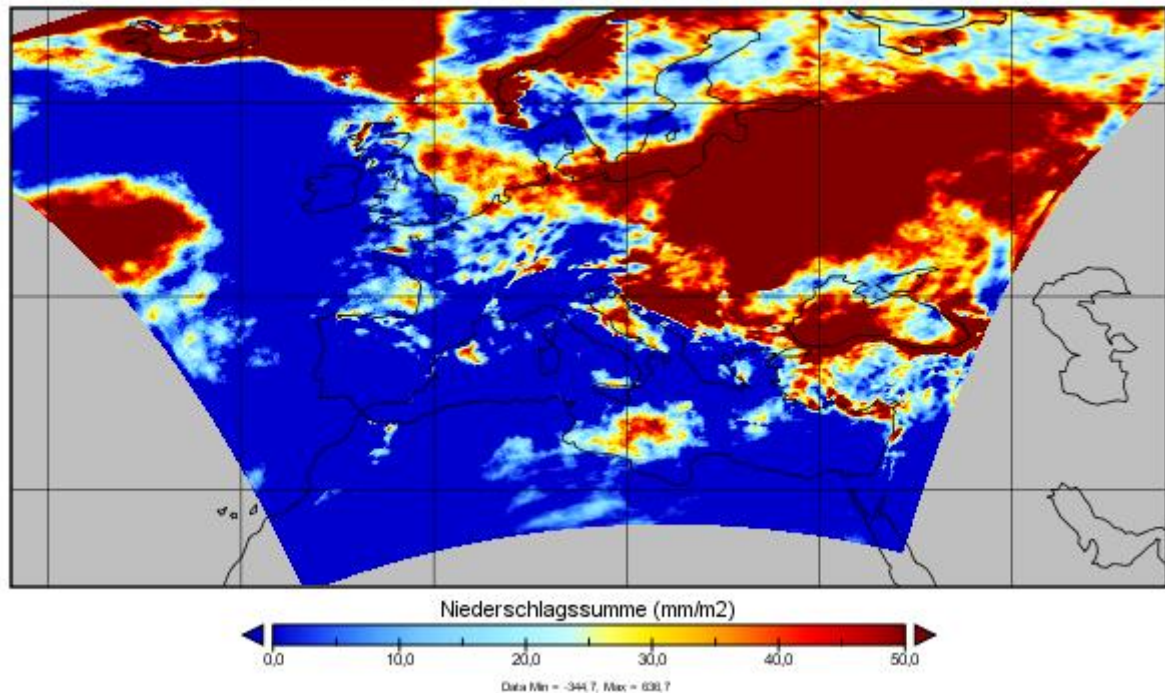 Niederschlagssumme (mm/m2)
0,0 10,0 20,0 30,0 40,0 50,0
Data Min = -344,7, Max = 636,7